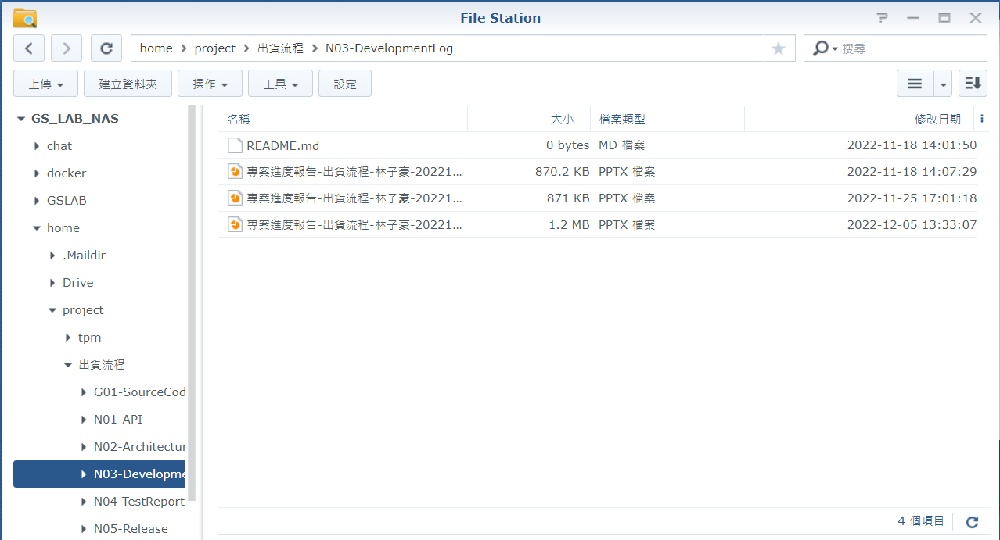 File Station
home > project > 出貨流程 > N03-DevelopmentLog
搜尋
上傳 建立資料夾 操作 工具 設定
GS_LAB_NAS
chat
docker
GSLAB
home
.Maildir
Drive
project
tpm
出貨流程
G01-SourceCod
N01-API
N02-Architectur
N03-Developme
N04-TestReport
N05-Release
名稱 大小 檔案類型 修改日期
README.md 0 bytes MD 檔案 2022-11-18 14:01:50
專案進度報告-出貨流程-林子豪-20221... 870.2 KB PPTX 檔案 2022-11-18 14:07:29
專案進度報告-出貨流程-林子豪-20221... 871 KB PPTX 檔案 2022-11-25 17:01:18
專案進度報告-出貨流程-林子豪-20221... 1.2 MB PPTX 檔案 2022-12-05 13:33:07
4 個項目